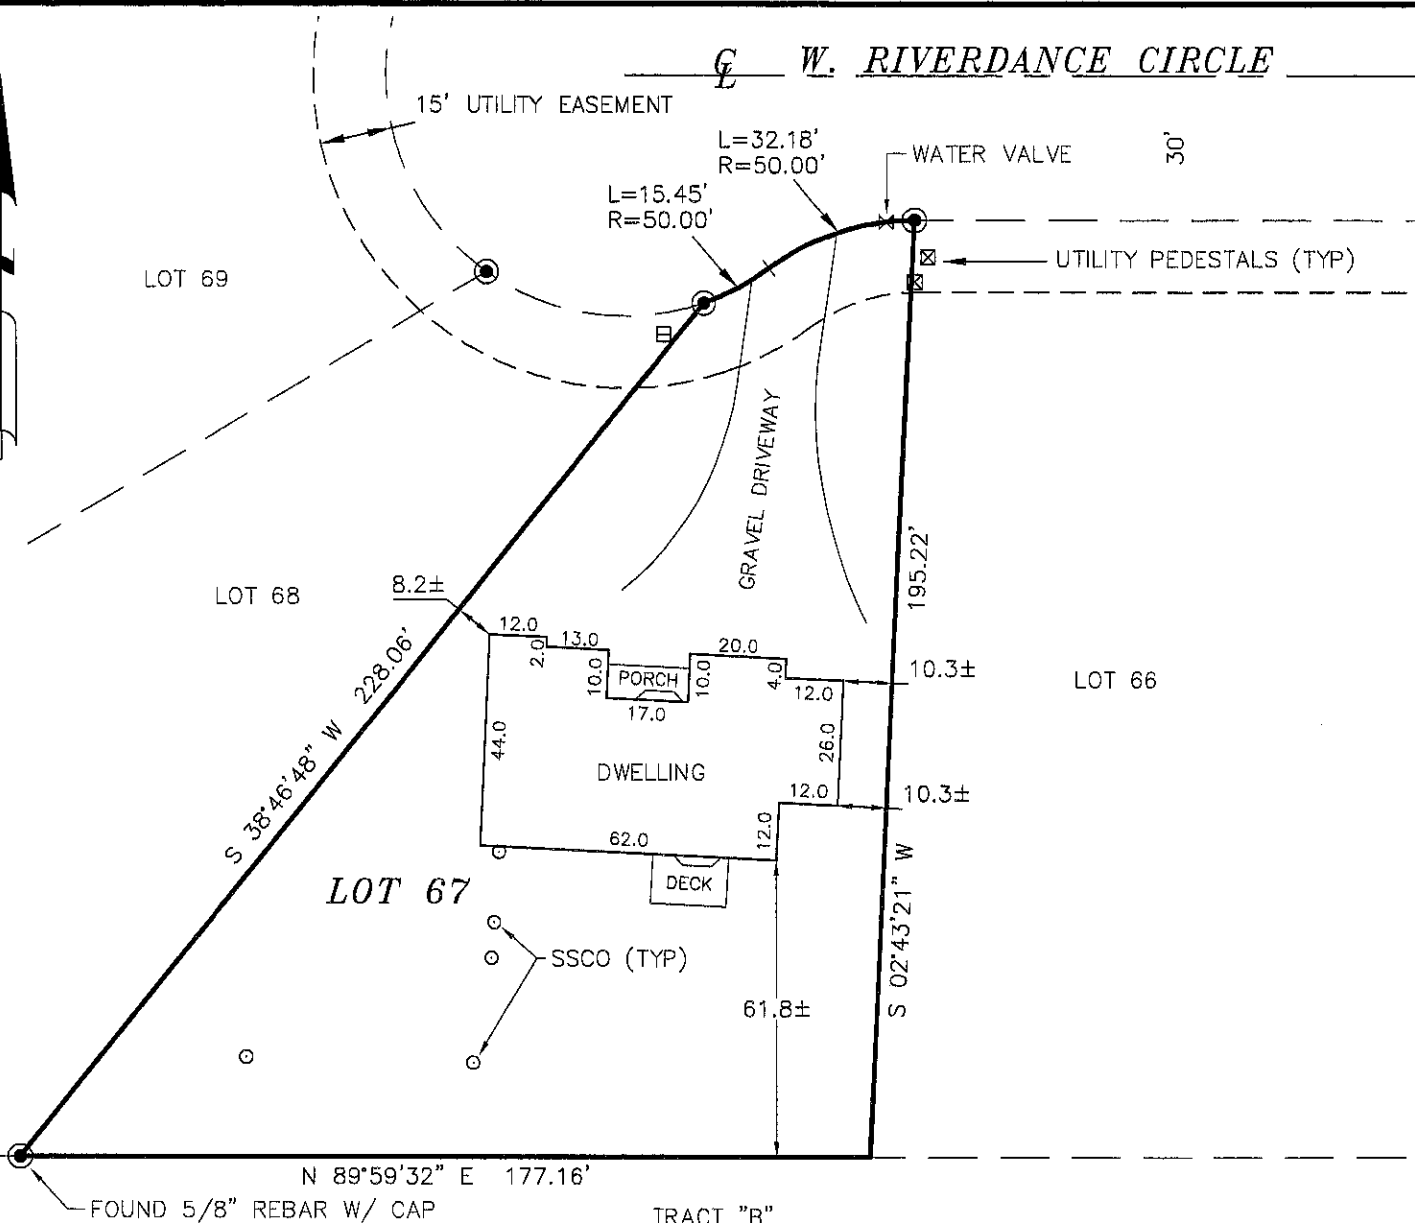 ℄ W. RIVERDANCE CIRCLE
15' UTILITY EASEMENT
L=32.18'
R=50.00'
WATER VALVE
30'
L=15.45'
R=50.00'
UTILITY PEDESTALS (TYP)
LOT 69
GRAVEL DRIVEWAY
195.22'
LOT 68
8.2±
12.0
2.0
13.0
10.0
PORCH
17.0
10.0
20.0
4.0
12.0
10.3±
LOT 66
S 38°46'48" W 228.06'
44.0
DWELLING
26.0
12.0
10.3±
62.0
12.0
DECK
LOT 67
S 02°43'21" W
SSCO (TYP)
61.8±
N 89°59'32" E 177.16'
FOUND 5/8" REBAR W/ CAP
TRACT "B"